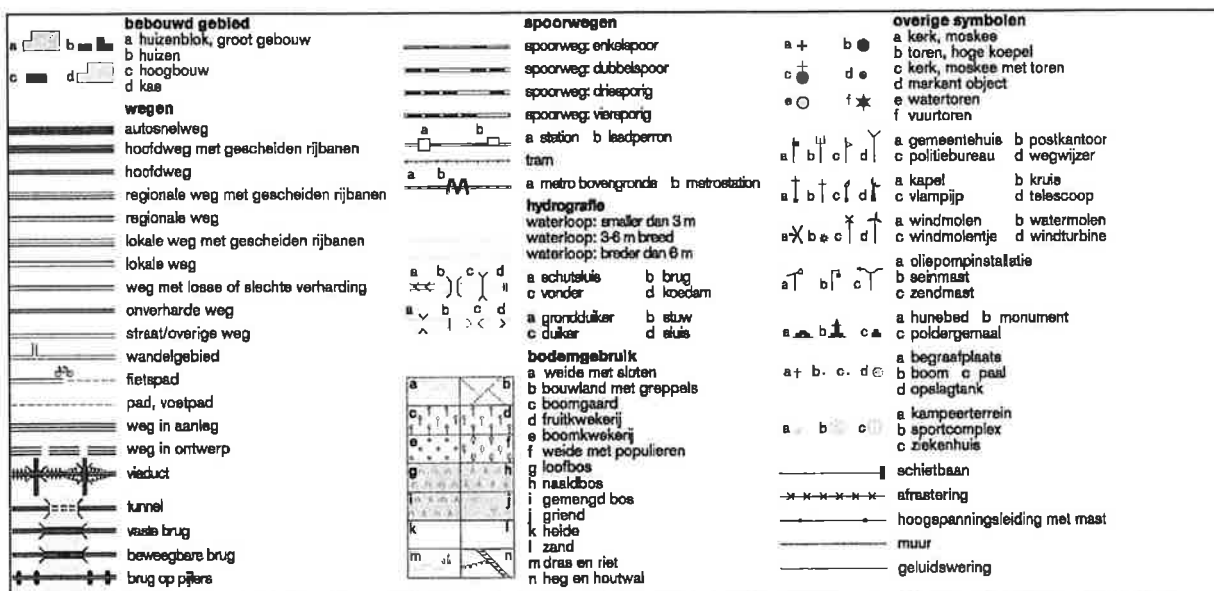 bebouwd gebied
a b a huizenblok, groot gebouw
b huizen
c d c hoogbouw
d kas
wegen
autosnelweg
hoofdweg met gescheiden rijbanen
hoofdweg
regionale weg met gescheiden rijbanen
regionale weg
lokale weg met gescheiden rijbanen
lokale weg
weg met losse of slechte verharding
onverharde weg
straat/overige weg
wandelgebied
fietspad
pad, voetpad
weg in aanleg
weg in ontwerp
viaduct
tunnel
vaste brug
beweegbare brug
brug op pijlers
spoorwegen
spoorweg: enkelspoor
spoorweg: dubbelspoor
spoorweg: driesporig
spoorweg: viersporig
a b a station b laadperron
tram
a b a metro bovengronds b metrostation
hydrografie
waterloop: smaller dan 3 m
waterloop: 3-6 m breed
waterloop: breder dan 6 m
a b c d a schutsluis b brug
c vonder d koedam
a b c d a grondduiker b stuw
c duiker d sluis
bodemgebruik
a b a weide met sloten
b bouwland met greppels
c d c boomgaard
d fruitkwekerij
e f e boomkwekerij
f weide met populieren
g h g loofbos
h naaldbos
i j i gemengd bos
j griend
k l k heide
l zand
m n m dras en riet
n heg en houtwal
overige symbolen
a b a kerk, moskee
b toren, hoge koepel
c d c kerk, moskee met toren
d markant object
e f e watertoren
f vuurtoren
a b c d a gemeentehuis b postkantoor
c politiebureau d wegwijzer
a b c d a kapel b kruis
c vlampijp d telescoop
a b c d a windmolen b watermolen
c windmolentje d windturbine
a b c a oliepompinstallatie
b seinmast
c zendmast
a b c a hunebed b monument
c poldergemaal
a b c d a begraafplaats
b boom c paal
d opslagtank
a b c a kampeerterrein
b sportcomplex
c ziekenhuis
schietbaan
afrastering
hoogspanningsleiding met mast
muur
geluidswering